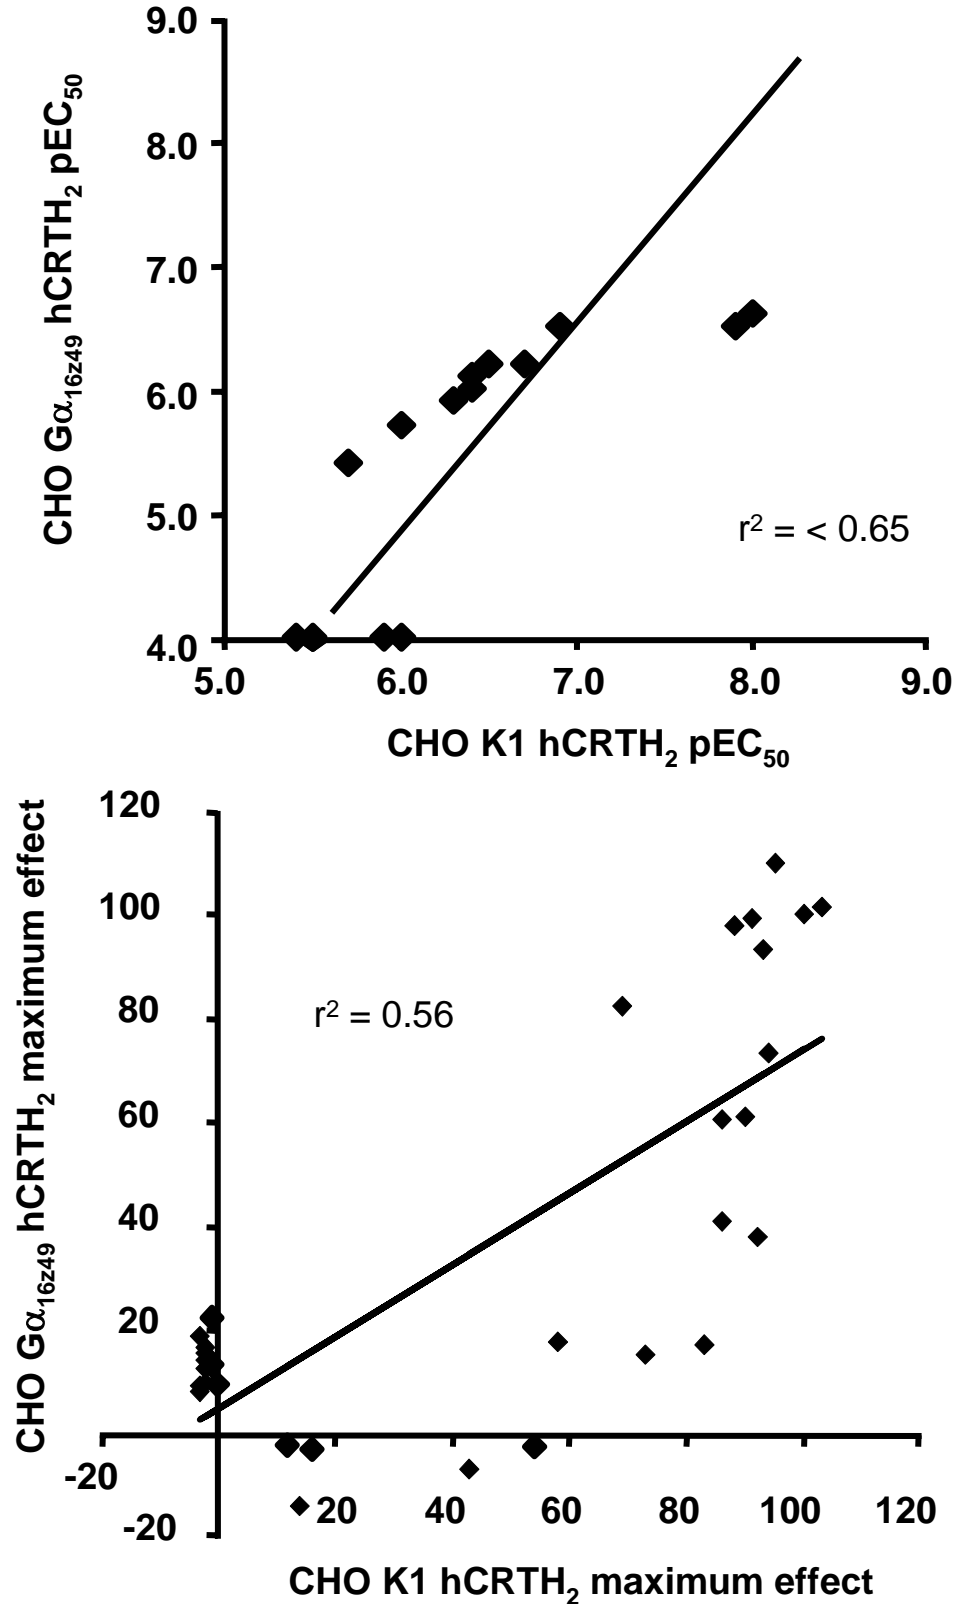 9.0
8.0
7.0
6.0
5.0
4.0
CHO Gα16z49 hCRTH2 pEC50
r2 = < 0.65
5.0 6.0 7.0 8.0 9.0
CHO K1 hCRTH2 pEC50
120
100
80
60
40
20
-20
CHO Gα16z49 hCRTH2 maximum effect
r2 = 0.56
-20 20 40 60 80 100 120
CHO K1 hCRTH2 maximum effect